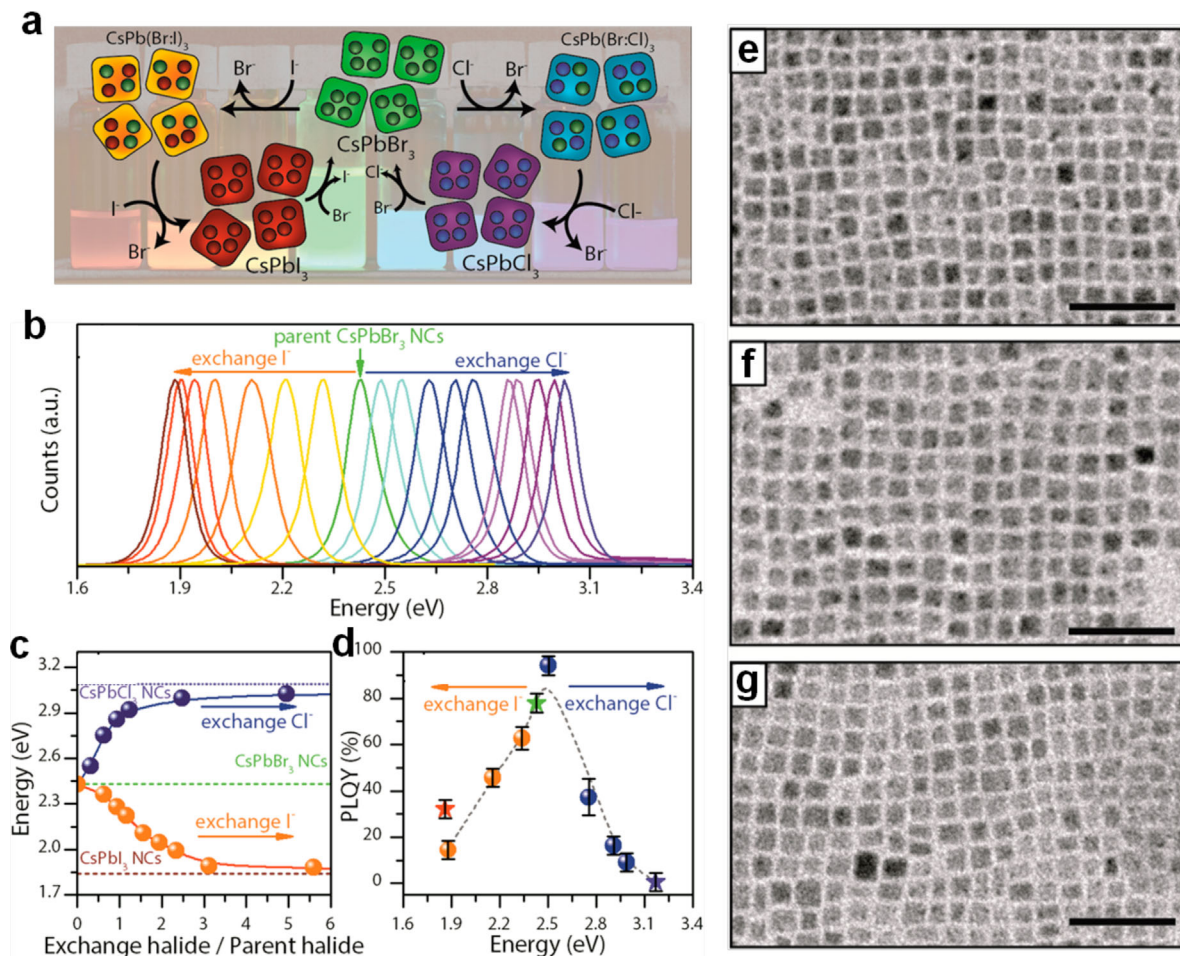 a
CsPb(Br:I)₃
Br⁻
I⁻
Cl⁻
Br⁻
CsPb(Br:Cl)₃
CsPbBr₃
I⁻
Br⁻
I⁻
Br⁻
Cl⁻
Br⁻
Cl-
Br⁻
CsPbI₃
CsPbCl₃
b
parent CsPbBr₃ NCs
exchange I⁻
exchange Cl⁻
Counts (a.u.)
1.6 1.9 2.2 2.5 2.8 3.1 3.4
Energy (eV)
c
3.2
2.9
2.6
2.3
2.0
1.7
Energy (eV)
CsPbCl₃ NCs
exchange Cl⁻
CsPbBr₃ NCs
exchange I⁻
CsPbI₃ NCs
0 1 2 3 4 5 6
Exchange halide / Parent halide
d
100
80
60
40
20
0
PLQY (%)
exchange I⁻
exchange Cl⁻
1.9 2.2 2.5 2.8 3.1
Energy (eV)
e
f
g